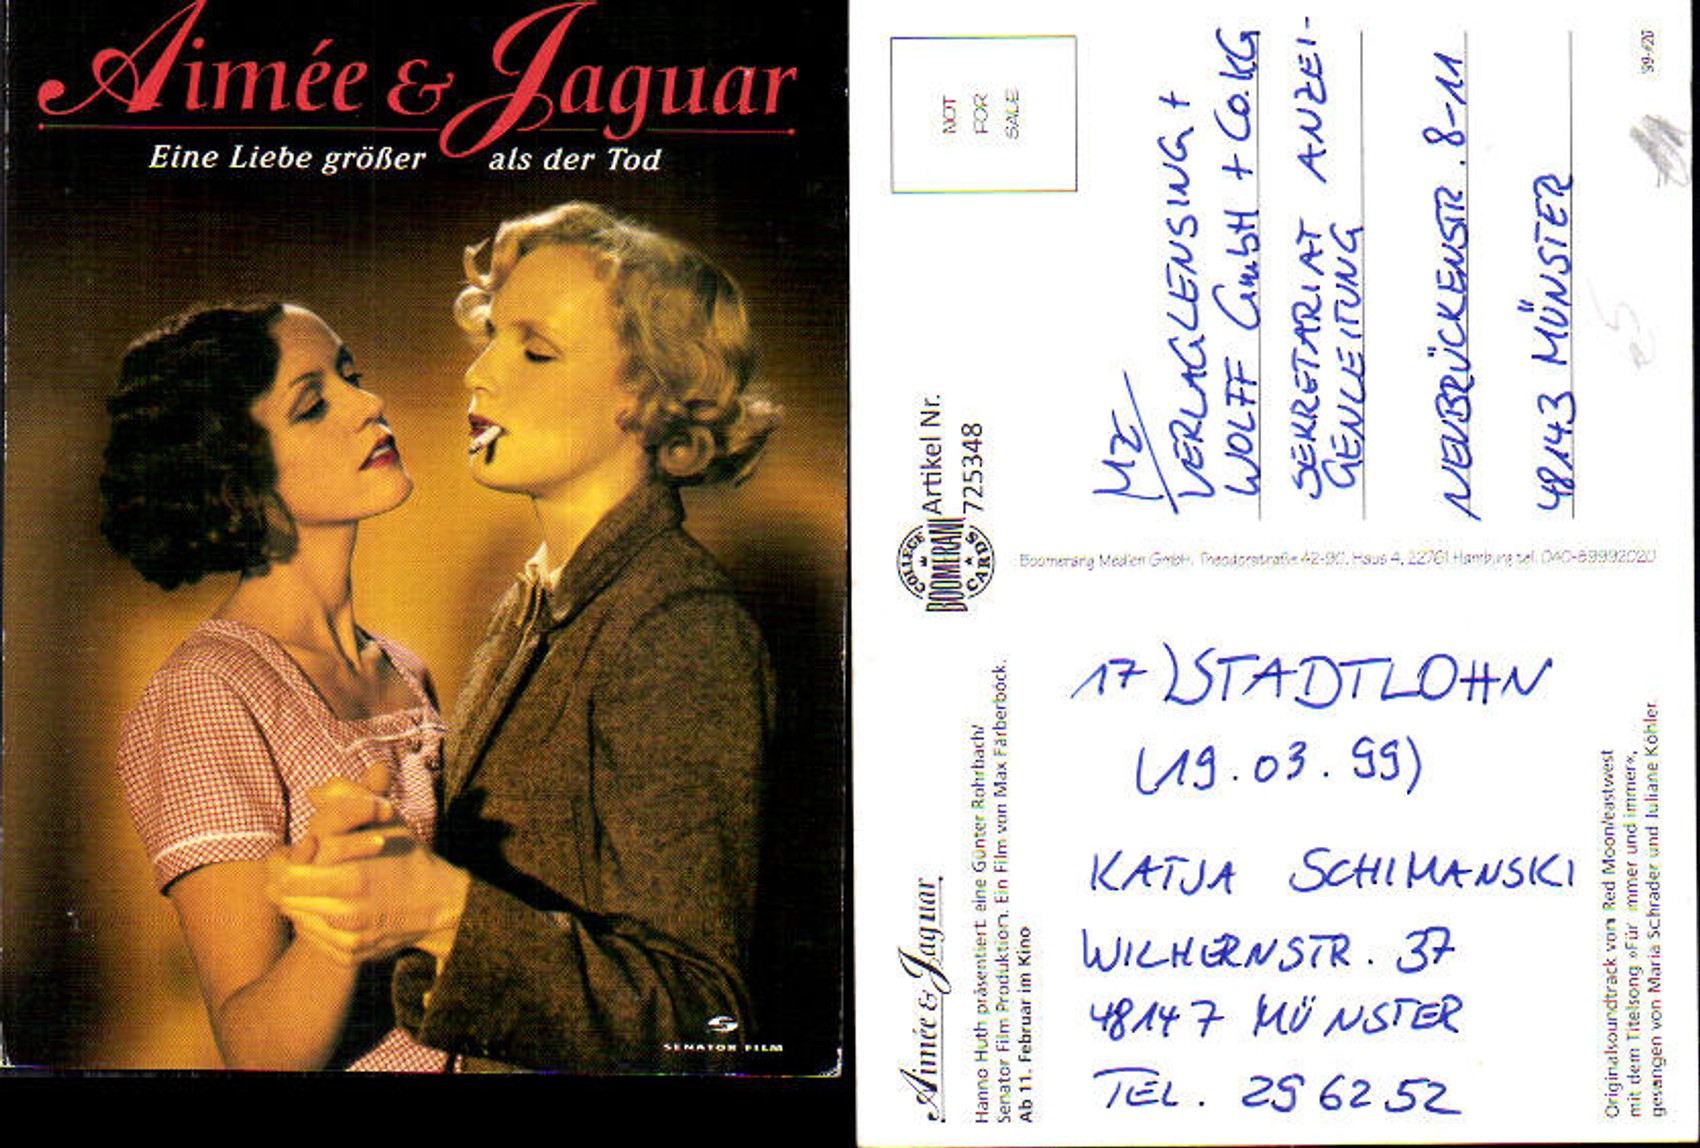 Aimée & Jaguar
Eine Liebe größer als der Tod
SENATOR FILM
NOT
FOR
SALE
99-426
MZ
VERLAGLENSING +
WOLFF GmbH + Co. KG
SEKRETARIAT ANZEI-
GENLEITUNG
NEUBRÜCKENSTR. 8-11
48143 MÜNSTER
Artikel Nr.
725348
COLLEGE
BOOMERANG
CARDS
Boomerang Medien GmbH, Theodorstraße 42-90, Haus 4, 22761 Hamburg tel. 040-89992020
17) STADTLOHN
(19.03.99)
KATJA SCHIMANSKI
WILHERNSTR. 37
48147 MÜNSTER
TEL. 296252
Aimée & Jaguar
Hanno Huth präsentiert: eine Günter Rohrbach/
Senator Film Produktion. Ein Film von Max Färberböck.
Ab 11. Februar im Kino
Originalsoundtrack von Red Moon/eastwest
mit dem Titelsong »Für immer und immer«,
gesungen von Maria Schrader und Juliane Köhler.